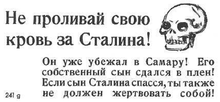 Не проливай свою
кровь за Сталина!
Он уже убежал в Самару! Его
собственный сын сдался в плен!
Если сын Сталина спасся, ты также
не должен жертвовать собой!
241 g